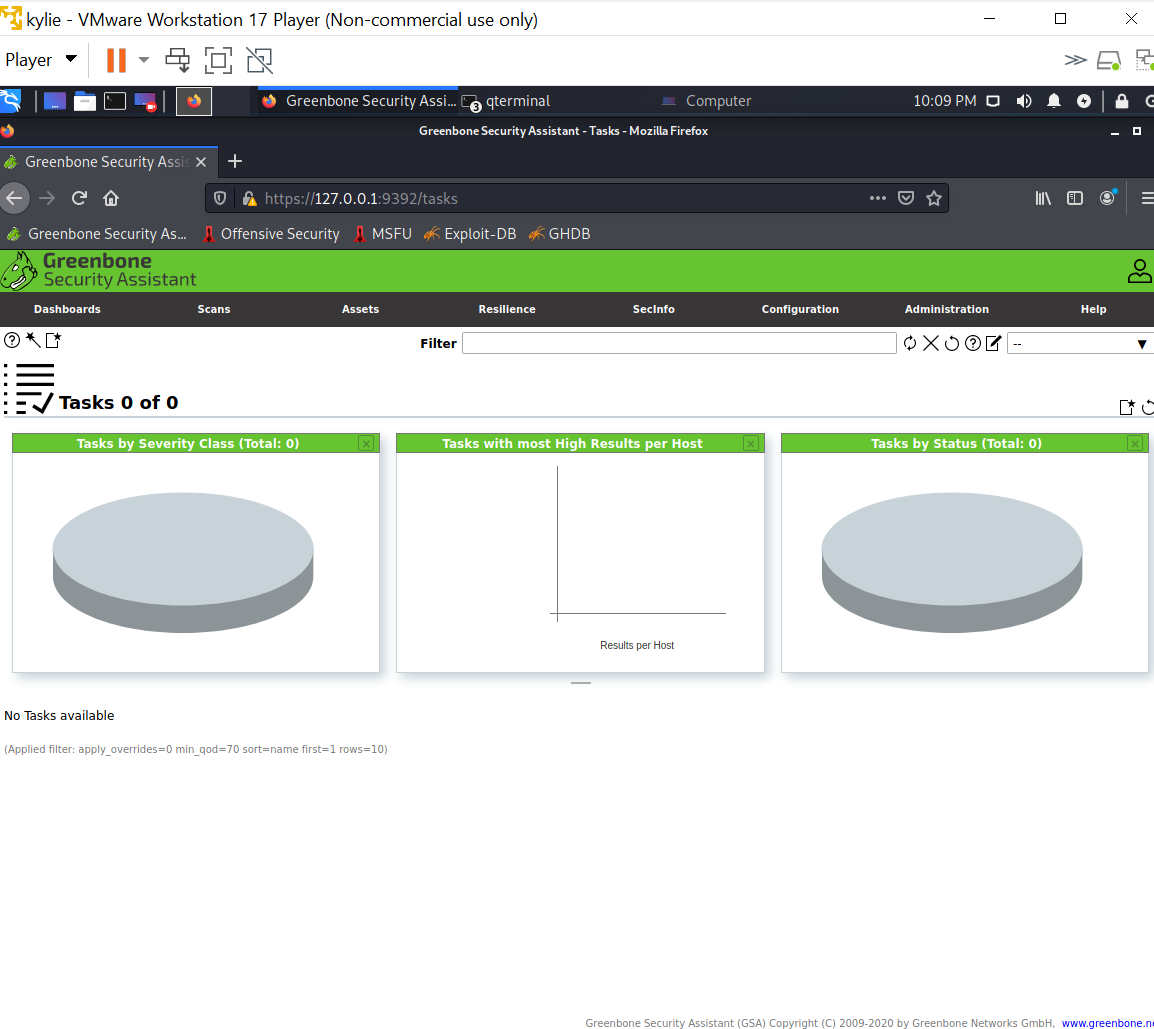 kylie - VMware Workstation 17 Player (Non-commercial use only)
Player
Greenbone Security Assi... 3 qterminal Computer 10:09 PM
Greenbone Security Assistant - Tasks - Mozilla Firefox
Greenbone Security Assis
https://127.0.0.1:9392/tasks
Greenbone Security As... Offensive Security MSFU Exploit-DB GHDB
Greenbone
Security Assistant
Dashboards Scans Assets Resilience SecInfo Configuration Administration Help
Filter --
Tasks 0 of 0
Tasks by Severity Class (Total: 0) Tasks with most High Results per Host Tasks by Status (Total: 0)
Results per Host
No Tasks available
(Applied filter: apply_overrides=0 min_qod=70 sort=name first=1 rows=10)
Greenbone Security Assistant (GSA) Copyright (C) 2009-2020 by Greenbone Networks GmbH, www.greenbone.ne